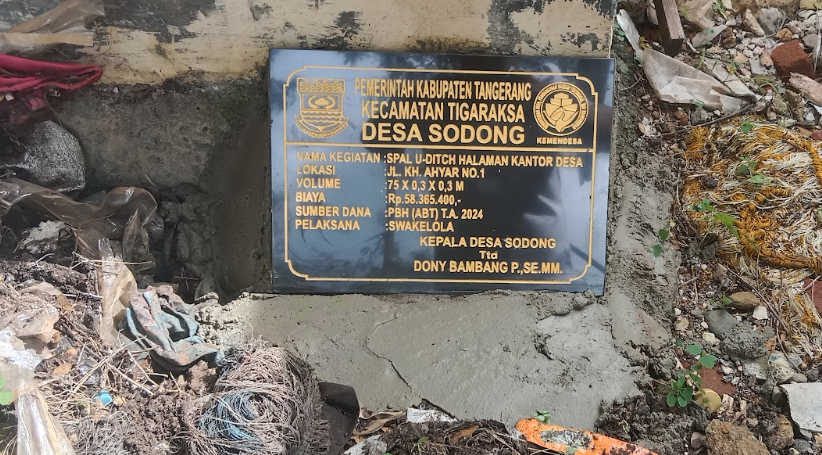 PEMERINTAH KABUPATEN TANGERANG
KECAMATAN TIGARAKSA
DESA SODONG
KEMENDESA
NAMA KEGIATAN :SPAL U-DITCH HALAMAN KANTOR DESA
LOKASI :JL. KH. AHYAR NO.1
VOLUME :75 X 0,3 X 0,3 M
BIAYA :Rp.58.365.400,-
SUMBER DANA :PBH (ABT) T.A. 2024
PELAKSANA :SWAKELOLA
KEPALA DESA SODONG
Ttd
DONY BAMBANG P.,SE.MM.